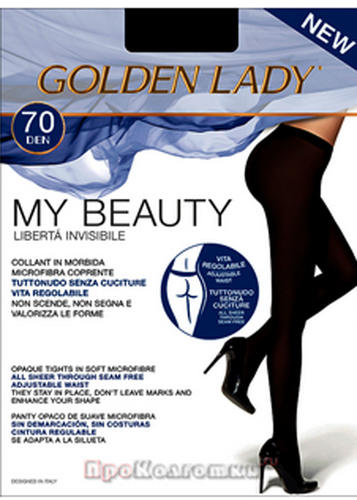 NEW
GOLDEN LADY
70
DEN
MY BEAUTY
LIBERTÁ INVISIBILE
COLLANT IN MORBIDA
MICROFIBRA COPRENTE
TUTTONUDO SENZA CUCITURE
VITA REGOLABILE
NON SCENDE, NON SEGNA E
VALORIZZA LE FORME
VITA
REGOLABILE
ADJUSTABLE
WAIST
TUTTONUDO
SENZA
CUCITURE
ALL SHEER
THROUGH
SEAM FREE
OPAQUE TIGHTS IN SOFT MICROFIBRE
ALL SHEER THROUGH SEAM FREE
ADJUSTABLE WAIST
THEY STAY IN PLACE, DON'T LEAVE MARKS AND
ENHANCE YOUR SHAPE
PANTY OPACO DE SUAVE MICROFIBRA
SIN DEMARCACIÓN, SIN COSTURAS
CINTURA REGULABLE
SE ADAPTA A LA SILUETA
DESIGNED IN ITALY
ПроКолготки.ru